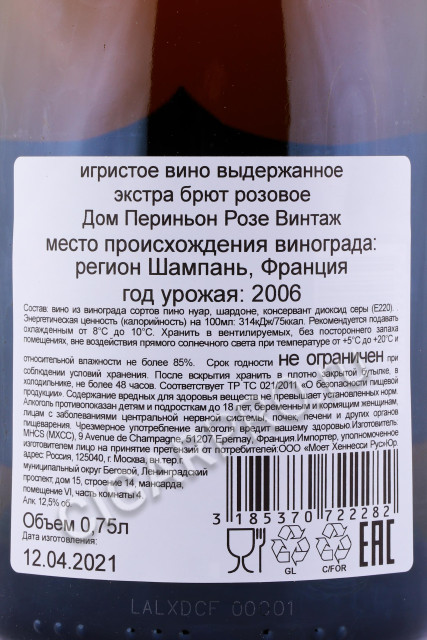 игристое вино выдержанное
экстра брют розовое
Дом Периньон Розе Винтаж
место происхождения винограда:
регион Шампань, Франция
год урожая: 2006
Состав: вино из винограда сортов пино нуар, шардоне, консервант диоксид серы (Е220)
Энергетическая ценность (калорийность) на 100мл: 314кДж/75ккал. Рекомендуется подавать
охлажденным от 8°С до 10°С. Хранить в вентилируемых, без постороннего запаха
помещениях, вне воздействия прямого солнечного света при температуре от +5°С до +20°С и
относительной влажности не более 85%. Срок годности не ограничен при
соблюдении условий хранения. После вскрытия хранить в плотно закрытой бутылке, в
холодильнике, не более 48 часов. Соответствует ТР ТС 021/2011 «О безопасности пищевой
продукции». Содержание вредных для здоровья веществ не превышает установленных норм.
Алкоголь противопоказан детям и подросткам до 18 лет, беременным и кормящим женщинам,
лицам с заболеваниями центральной нервной системы, почек, печени и других органов
пищеварения. Чрезмерное употребление алкоголя вредит вашему здоровью.Изготовитель
MHCS (МХСС), 9 Avenue de Champagne, 51207 Epernay, Франция.Импортер, уполномоченное
изготовителем лицо на принятие претензий от потребителей:ООО «Моет Хеннесси Рус»Юр.
адрес: Россия, 125040, г. Москва, вн.тер.г.
муниципальный округ Беговой, Ленинградский
проспект, дом 15, строение 14, мансарда,
помещение VI, часть комнаты 4
Алк. 12,5% об.
Объем 0,75л
Дата изготовления:
12.04.2021
3 185370 722282
GL
C/FOR
EAC
LALXDCF